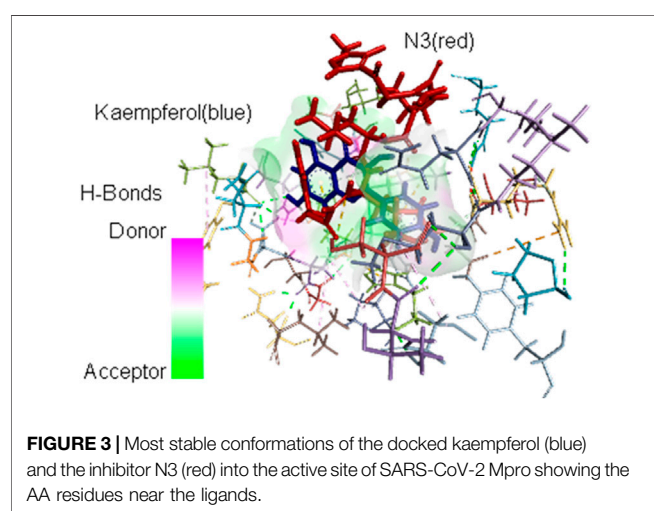 N3(red)
Kaempferol(blue)
H-Bonds
Donor
Acceptor
FIGURE 3 | Most stable conformations of the docked kaempferol (blue)
and the inhibitor N3 (red) into the active site of SARS-CoV-2 Mpro showing the
AA residues near the ligands.